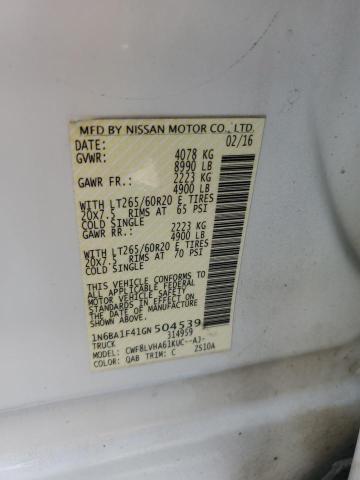 MFD BY NISSAN MOTOR CO., LTD.
DATE: 02/16
GVWR: 4078 KG
8990 LB
GAWR FR.: 2223 KG
4900 LB
WITH LT265/60R20 E TIRES
20x7.5 RIMS AT 65 PSI
COLD SINGLE
GAWR RR.: 2223 KG
4900 LB
WITH LT265/60R20 E TIRES
20x7.5 RIMS AT 70 PSI
COLD SINGLE
THIS VEHICLE CONFORMS TO
ALL APPLICABLE FEDERAL
MOTOR VEHICLE SAFETY
STANDARDS IN EFFECT ON
THE DATE OF MANUFACTURE
SHOWN ABOVE.
1N6BA1F41GN504539
TRUCK 314959
MODEL: CWF8LVHA61KUC--AJ-
COLOR: QAB TRIM: C ZS10A